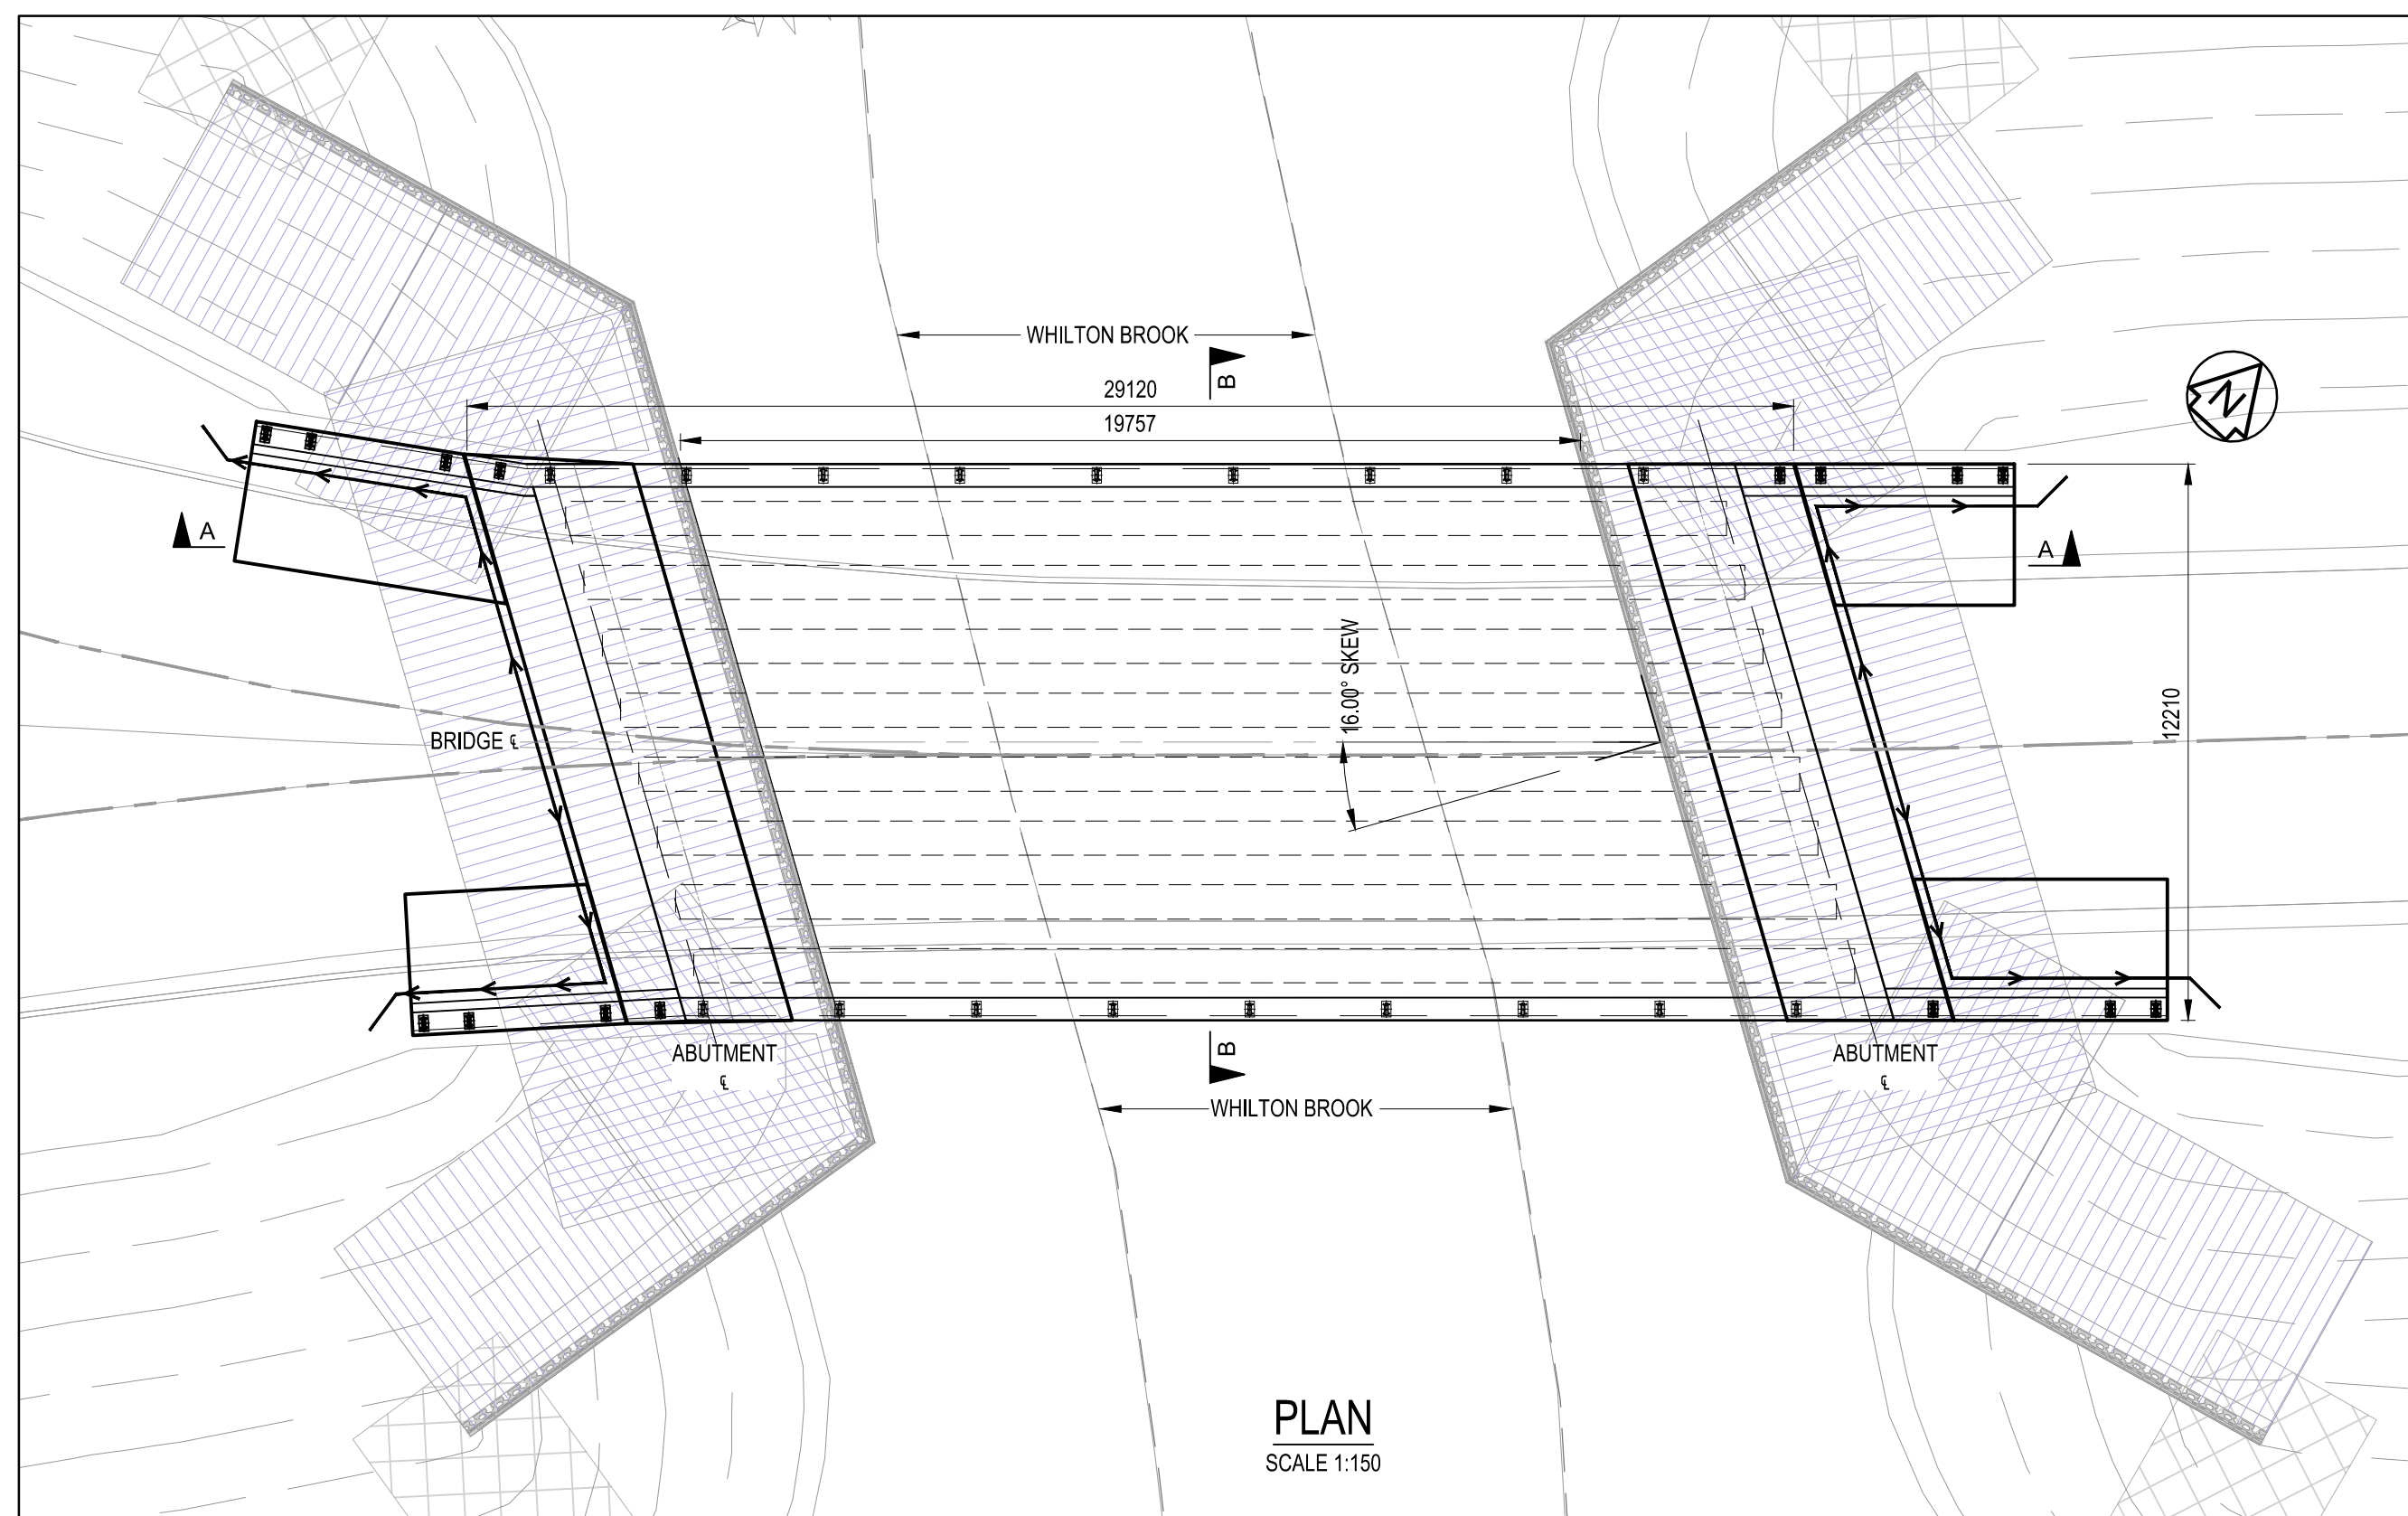 WHILTON BROOK
B
29120
19757
N
A
A
16.00° SKEW
12210
BRIDGE ℄
ABUTMENT
℄
B
ABUTMENT
℄
WHILTON BROOK
PLAN
SCALE 1:150